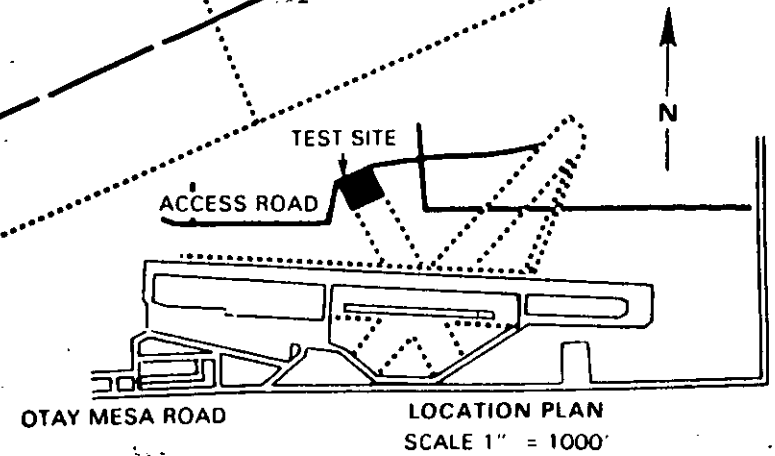 TEST SITE
N
ACCESS ROAD
OTAY MESA ROAD
LOCATION PLAN
SCALE 1" = 1000'